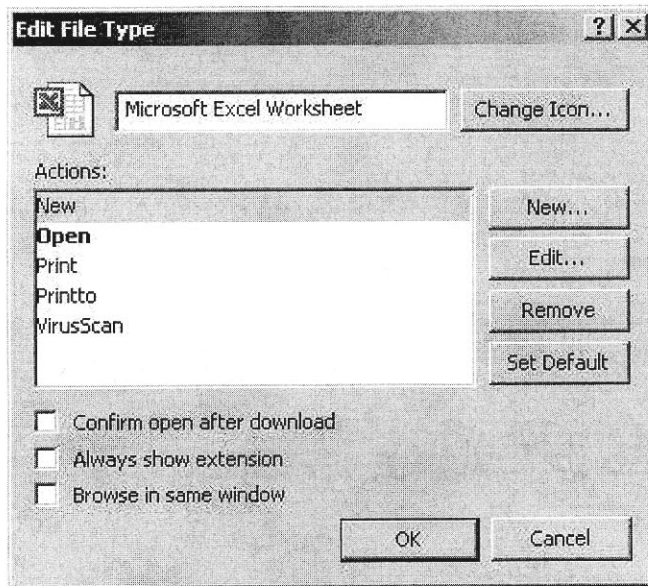 Edit File Type
Microsoft Excel Worksheet
Change Icon...
Actions:
New
Open
Print
Printto
VirusScan
New...
Edit...
Remove
Set Default
Confirm open after download
Always show extension
Browse in same window
OK
Cancel